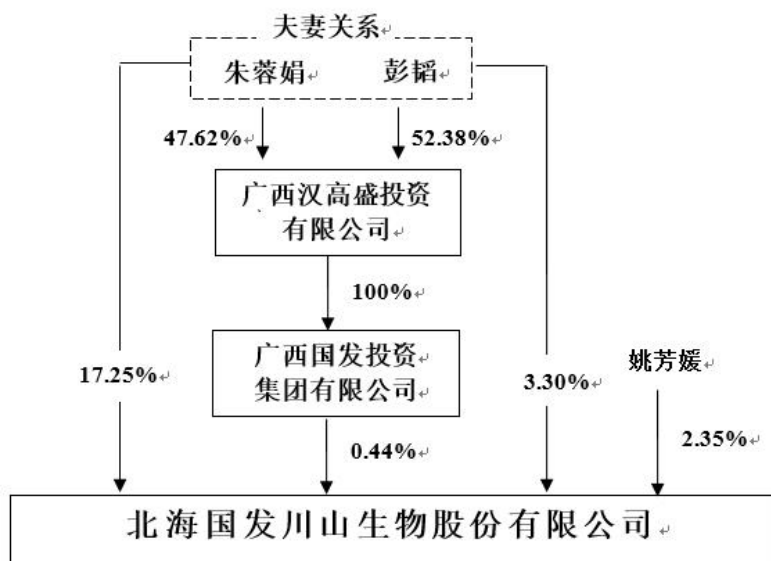 夫妻关系
朱蓉娟 彭韬
47.62% 52.38%
广西汉高盛投资
有限公司
100%
广西国发投资
集团有限公司
姚芳媛
17.25% 3.30%
0.44% 2.35%
北海国发川山生物股份有限公司